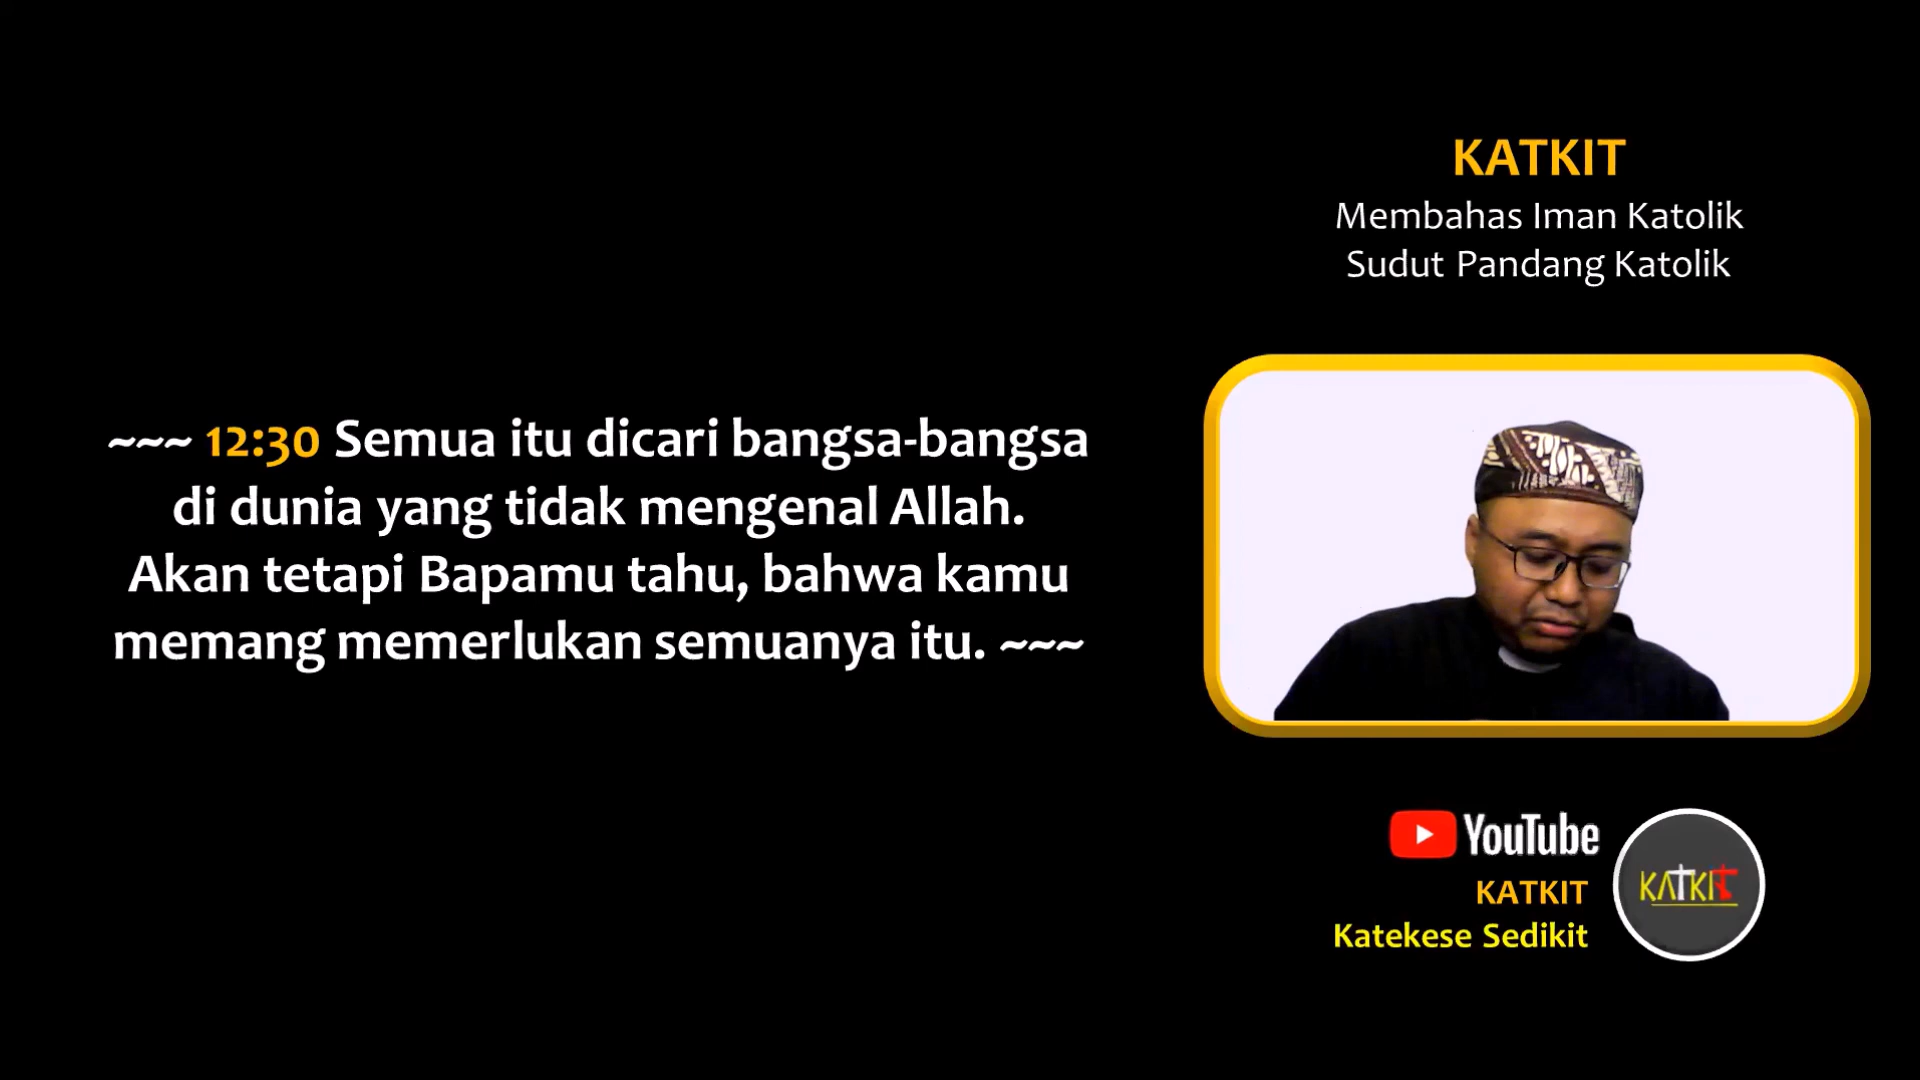 ~~~ 12:30 Semua itu dicari bangsa-bangsa
di dunia yang tidak mengenal Allah.
Akan tetapi Bapamu tahu, bahwa kamu
memang memerlukan semuanya itu. ~~~
KATKIT
Membahas Iman Katolik
Sudut Pandang Katolik
YouTube
KATKIT
Katekese Sedikit
KATKIT